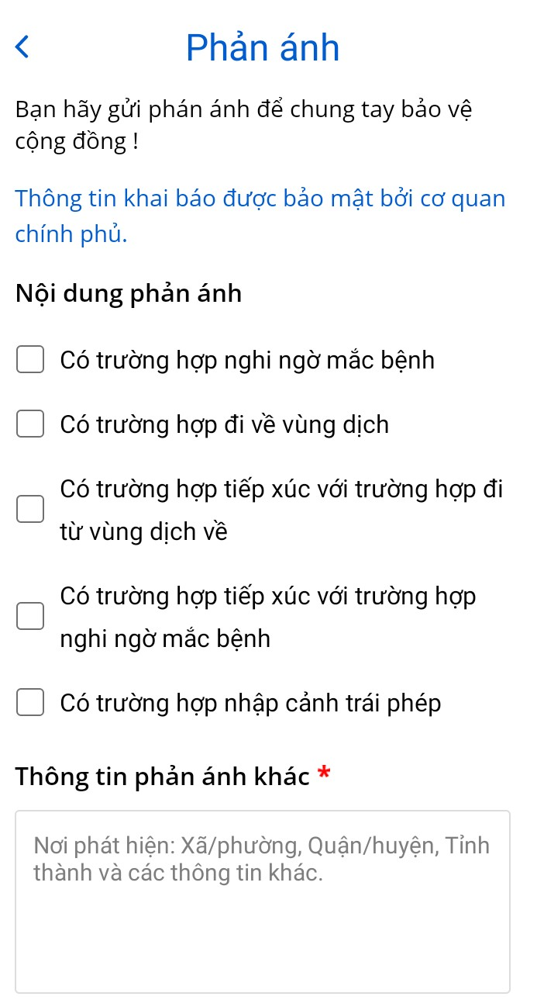 Phản ánh
Bạn hãy gửi phán ánh để chung tay bảo vệ
cộng đồng !
Thông tin khai báo được bảo mật bởi cơ quan
chính phủ.
Nội dung phản ánh
Có trường hợp nghi ngờ mắc bệnh
Có trường hợp đi về vùng dịch
Có trường hợp tiếp xúc với trường hợp đi
từ vùng dịch về
Có trường hợp tiếp xúc với trường hợp
nghi ngờ mắc bệnh
Có trường hợp nhập cảnh trái phép
Thông tin phản ánh khác *
Nơi phát hiện: Xã/phường, Quận/huyện, Tỉnh
thành và các thông tin khác.